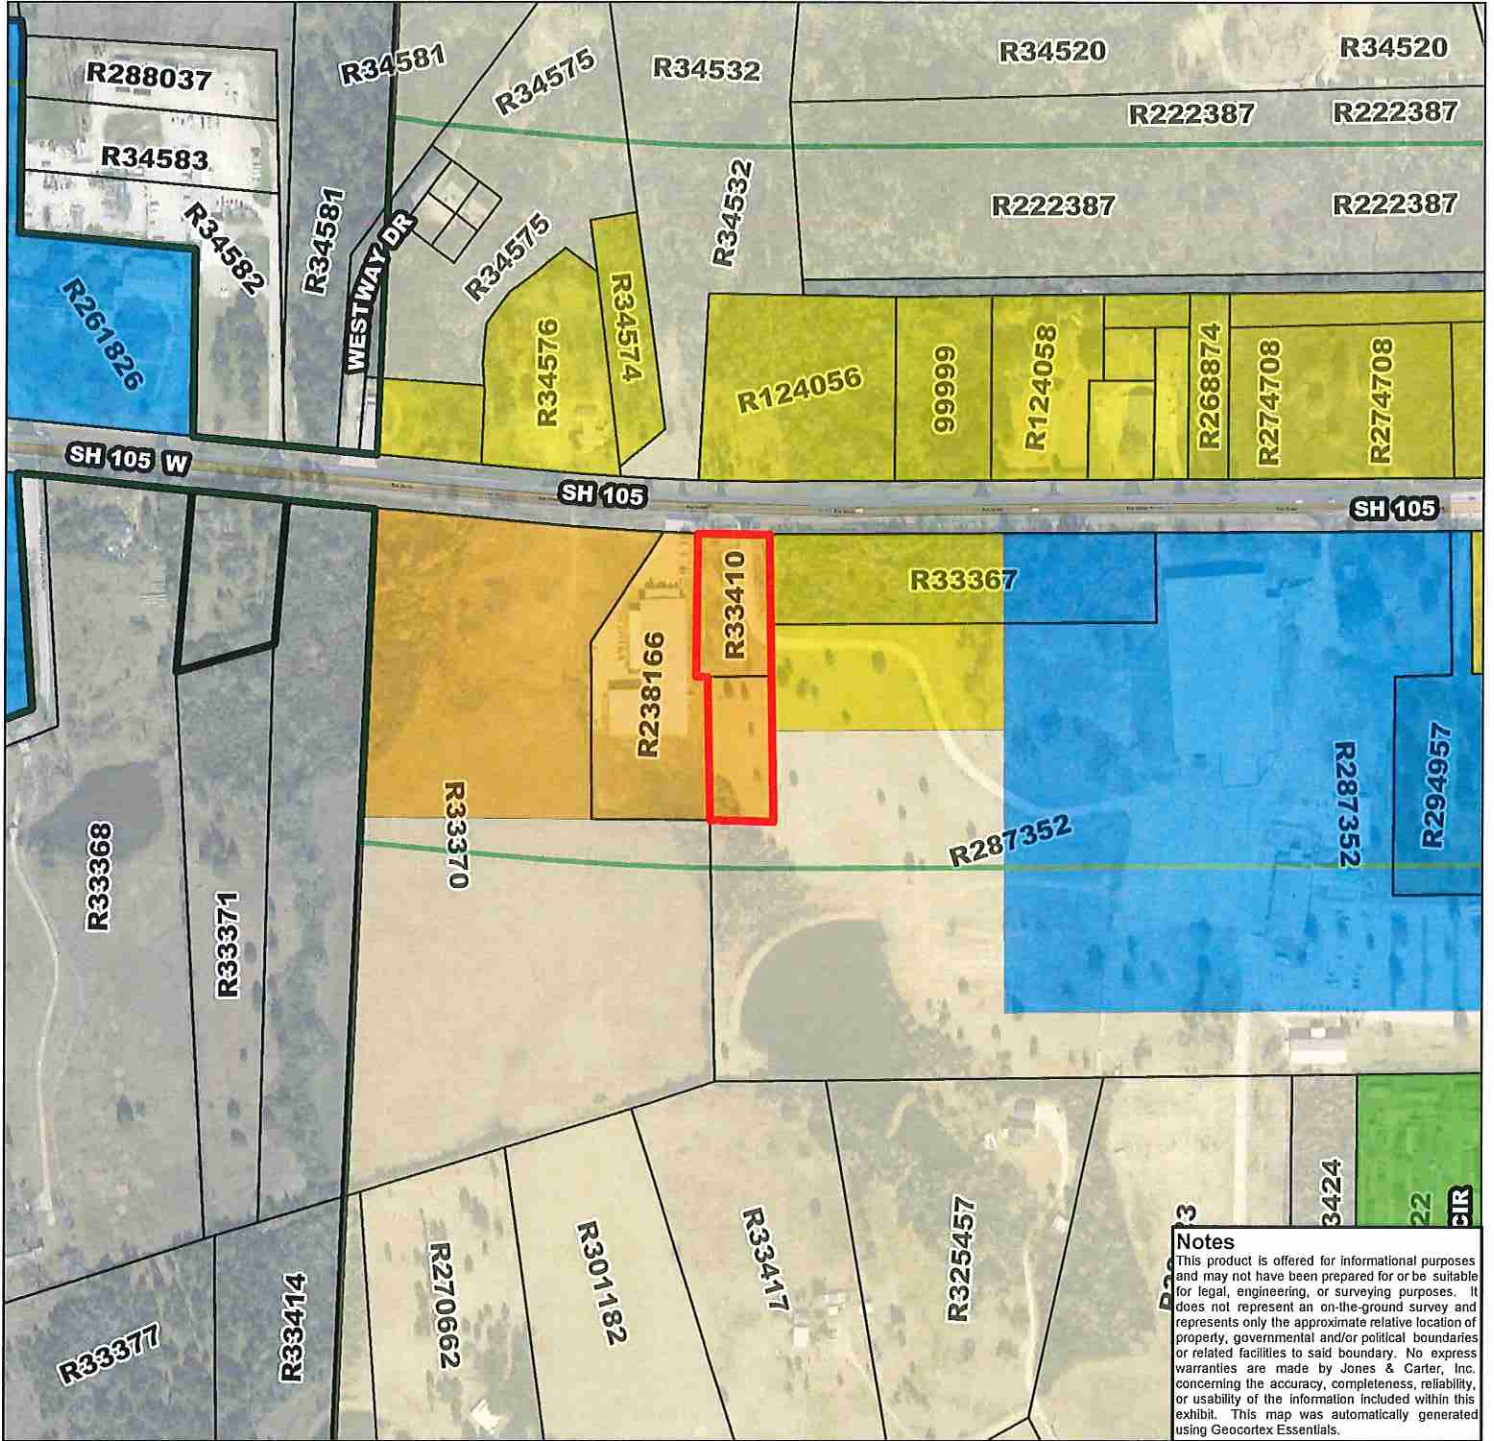 R288037
R34581
R34575
R34532
R34520
R34520
R222387
R222387
R34583
R34582
R34581
R34575
R34532
R222387
R222387
WESTWAY DR
R261826
R34576
R34574
R124056
99999
R124058
R268874
R274708
R274708
SH 105 W
SH 105
SH 105
R33410
R33367
R238166
R33370
R287352
R287352
R294957
R33368
R33371
R33377
R33414
R270662
R301182
R33417
R325457
3424
22
CIR
Notes
This product is offered for informational purposes
and may not have been prepared for or be suitable
for legal, engineering, or surveying purposes. It
does not represent an on-the-ground survey and
represents only the approximate relative location of
property, governmental and/or political boundaries
or related facilities to said boundary. No express
warranties are made by Jones & Carter, Inc.
concerning the accuracy, completeness, reliability,
or usability of the information included within this
exhibit. This map was automatically generated
using Geocortex Essentials.